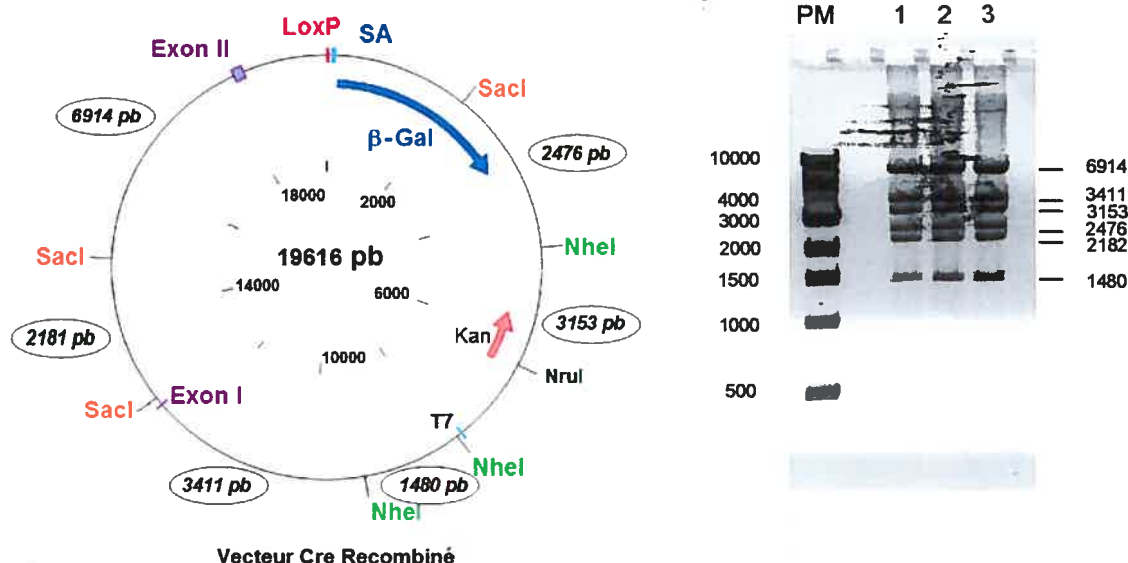 LoxP
SA
Exon II
SacI
6914 pb
β-Gal
2476 pb
18000
2000
19616 pb
NheI
SacI
14000
6000
3153 pb
Kan
2181 pb
10000
NruI
SacI
Exon I
T7
NheI
3411 pb
1480 pb
NheI
Vecteur Cre Recombiné
PM 1 2 3
10000
4000
3000
2000
1500
1000
500
6914
3411
3153
2476
2182
1480